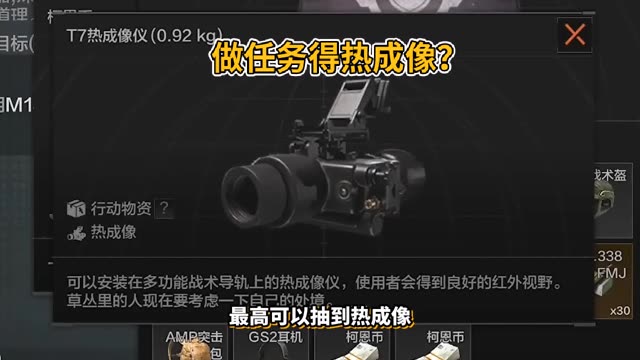 柯恩币
T7热成像仪(0.92 kg)
做任务得热成像?
目标
M1
行动物资 ?
热成像
战术盔
.338
FMJ
x30
可以安装在多功能战术导轨上的热成像仪，使用者会得到良好的红外视野。
草丛里的人现在要考虑一下自己的处境。
最高可以抽到热成像
AMP突击
包
GS2耳机
柯恩币
柯恩币